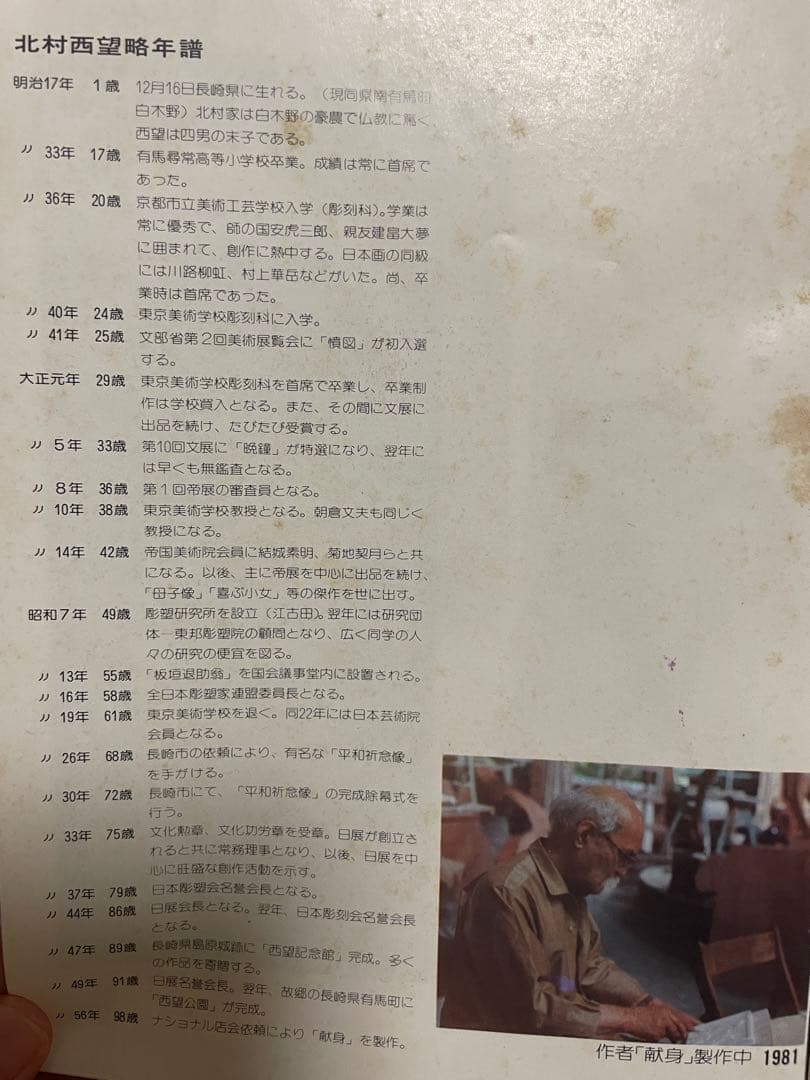 北村西望略年譜
明治17年 1歳 12月16日長崎県に生れる。（現同県南有馬町
白木野）北村家は白木野の豪農で仏教に篤く、
西望は四男の末子である。
〃 33年 17歳 有馬尋常高等小学校卒業。成績は常に首席で
あった。
〃 36年 20歳 京都市立美術工芸学校入学（彫刻科）。学業は
常に優秀で、師の国安虎三郎、親友建畠大夢
に囲まれて、創作に熱中する。日本画の同級
には川路柳虹、村上華岳などがいた。尚、卒
業時は首席であった。
〃 40年 24歳 東京美術学校彫刻科に入学。
〃 41年 25歳 文部省第２回美術展覧会に「憤図」が初入選
する。
大正元年 29歳 東京美術学校彫刻科を首席で卒業し、卒業制
作は学校買入となる。また、その間に文展に
出品を続け、たびたび受賞する。
〃 5年 33歳 第10回文展に「晩鐘」が特選になり、翌年に
は早くも無鑑査となる。
〃 8年 36歳 第１回帝展の審査員となる。
〃 10年 38歳 東京美術学校教授となる。朝倉文夫も同じく
教授になる。
〃 14年 42歳 帝国美術院会員に結城素明、菊地契月らと共
になる。以後、主に帝展を中心に出品を続け、
「母子像」「喜ぶ小女」等の傑作を世に出す。
昭和７年 49歳 彫塑研究所を設立（江古田）。翌年には研究団
体―東邦彫塑院の顧問となり、広く同学の人々
の研究の便宜を図る。
〃 13年 55歳 「板垣退助翁」を国会議事堂内に設置される。
〃 16年 58歳 全日本彫塑家連盟委員長となる。
〃 19年 61歳 東京美術学校を退く。同22年には日本芸術院
会員となる。
〃 26年 68歳 長崎市の依頼により、有名な「平和祈念像」
を手がける。
〃 30年 72歳 長崎市にて、「平和祈念像」の完成除幕式を
行う。
〃 33年 75歳 文化勲章、文化功労章を受章。日展が創立さ
れると共に常務理事となり、以後、日展を中
心に旺盛な創作活動を示す。
〃 37年 79歳 日本彫塑会名誉会長となる。
〃 44年 86歳 日展会長となる。翌年、日本彫刻会名誉会長
となる。
〃 47年 89歳 長崎県島原城跡に「西望記念館」完成。多く
の作品を寄贈する。
〃 49年 91歳 日展名誉会長。翌年、故郷の長崎県有馬町に
「西望公園」が完成。
〃 56年 98歳 ナショナル店会依頼により「献身」を製作。
作者「献身」製作中 1981